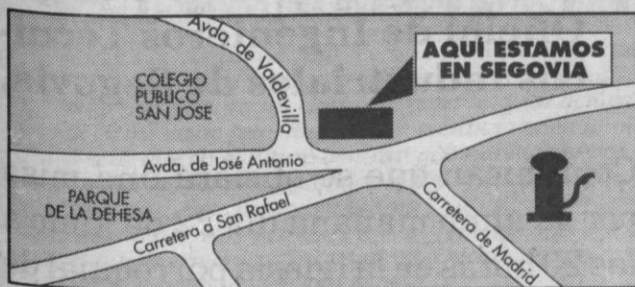 Avda. de Valdevilla
AQUÍ ESTAMOS
EN SEGOVIA
COLEGIO
PUBLICO
SAN JOSE
Avda. de José Antonio
PARQUE
DE LA DEHESA
Carretera a San Rafael
Carretera de Madrid